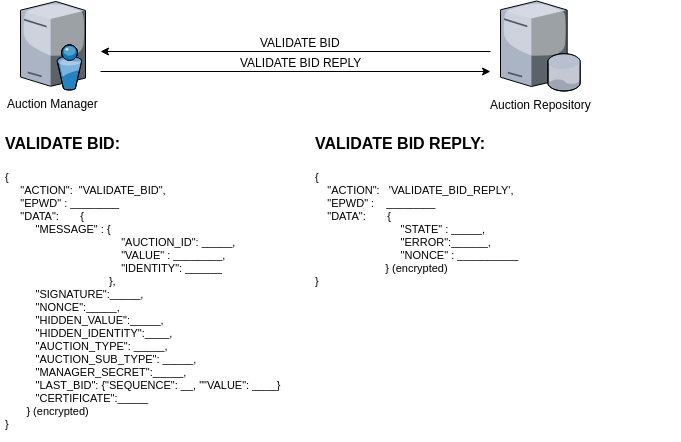 VALIDATE BID
VALIDATE BID REPLY
Auction Manager
Auction Repository
VALIDATE BID:
{
"ACTION": "VALIDATE_BID",
"EPWD" : ________
"DATA": {
"MESSAGE" : {
"AUCTION_ID": _____,
"VALUE" : ________,
"IDENTITY": ______
},
"SIGNATURE":_____,
"NONCE":_____,
"HIDDEN_VALUE":_____,
"HIDDEN_IDENTITY":____,
"AUCTION_TYPE": _____,
"AUCTION_SUB_TYPE": _____,
"MANAGER_SECRET":_____,
"LAST_BID": {"SEQUENCE": __, ""VALUE": ____}
"CERTIFICATE":_____
} (encrypted)
}
VALIDATE BID REPLY:
{
"ACTION": 'VALIDATE_BID_REPLY',
"EPWD" : ________
"DATA": {
"STATE" : _____,
"ERROR":______,
"NONCE" : __________
} (encrypted)
}